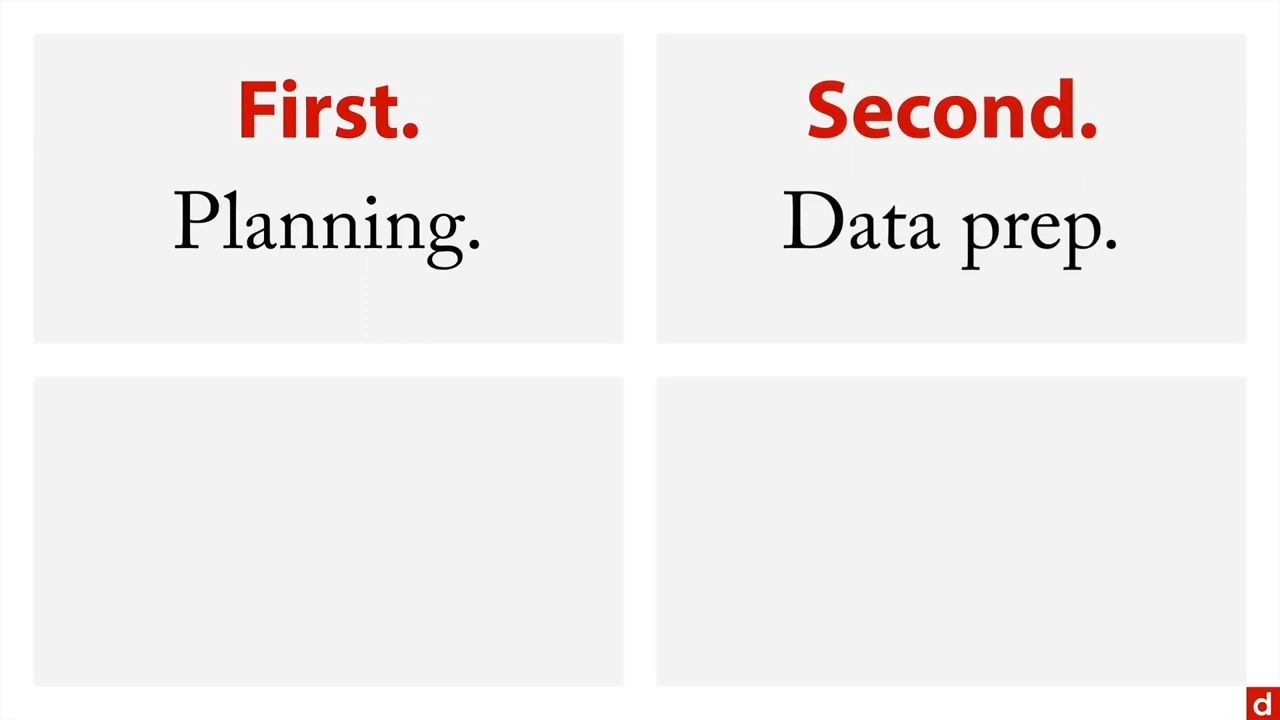 First.
Planning.
Second.
Data prep.
d